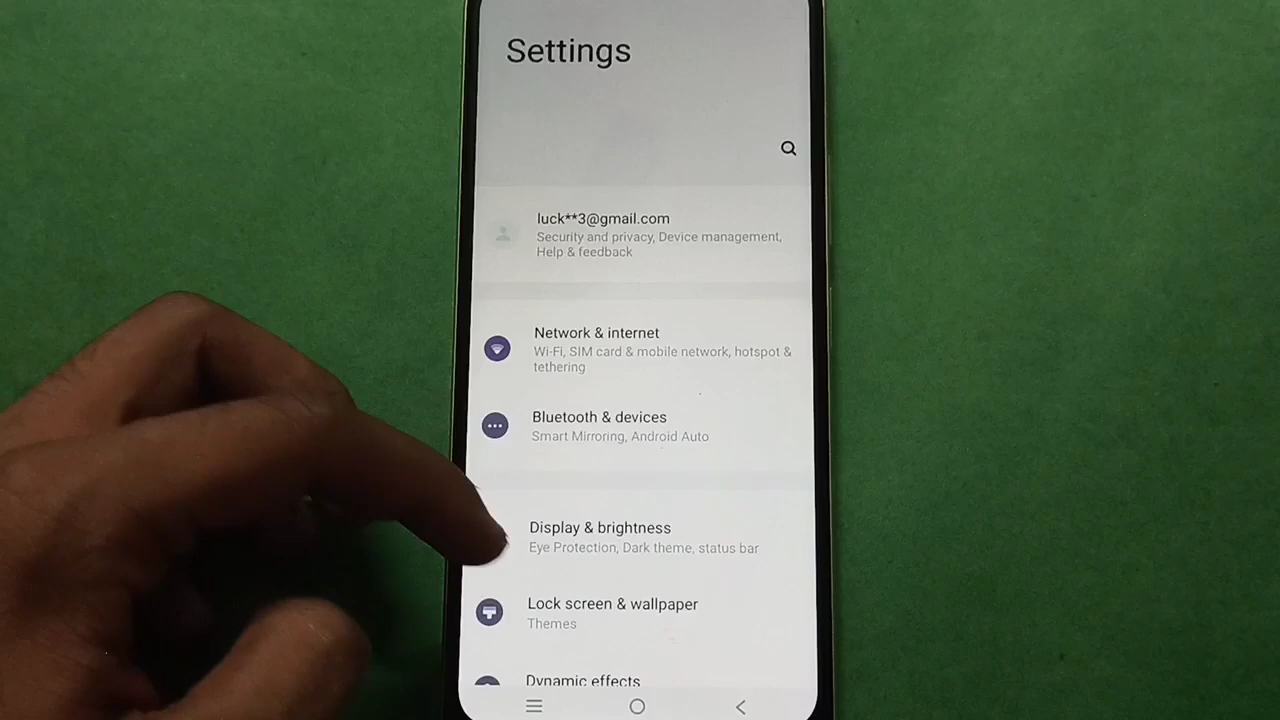 Settings
luck**3@gmail.com
Security and privacy, Device management,
Help & feedback
Network & internet
Wi-Fi, SIM card & mobile network, hotspot &
tethering
Bluetooth & devices
Smart Mirroring, Android Auto
Display & brightness
Eye Protection, Dark theme, status bar
Lock screen & wallpaper
Themes
Dynamic effects